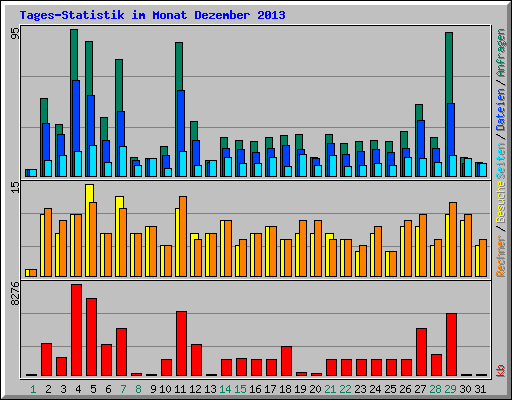 Tages-Statistik im Monat Dezember 2013
95
15
8276
Rechner / Besuche Seiten / Dateien / Anfragen
kb
1 2 3 4 5 6 7 8 9 10 11 12 13 14 15 16 17 18 19 20 21 22 23 24 25 26 27 28 29 30 31